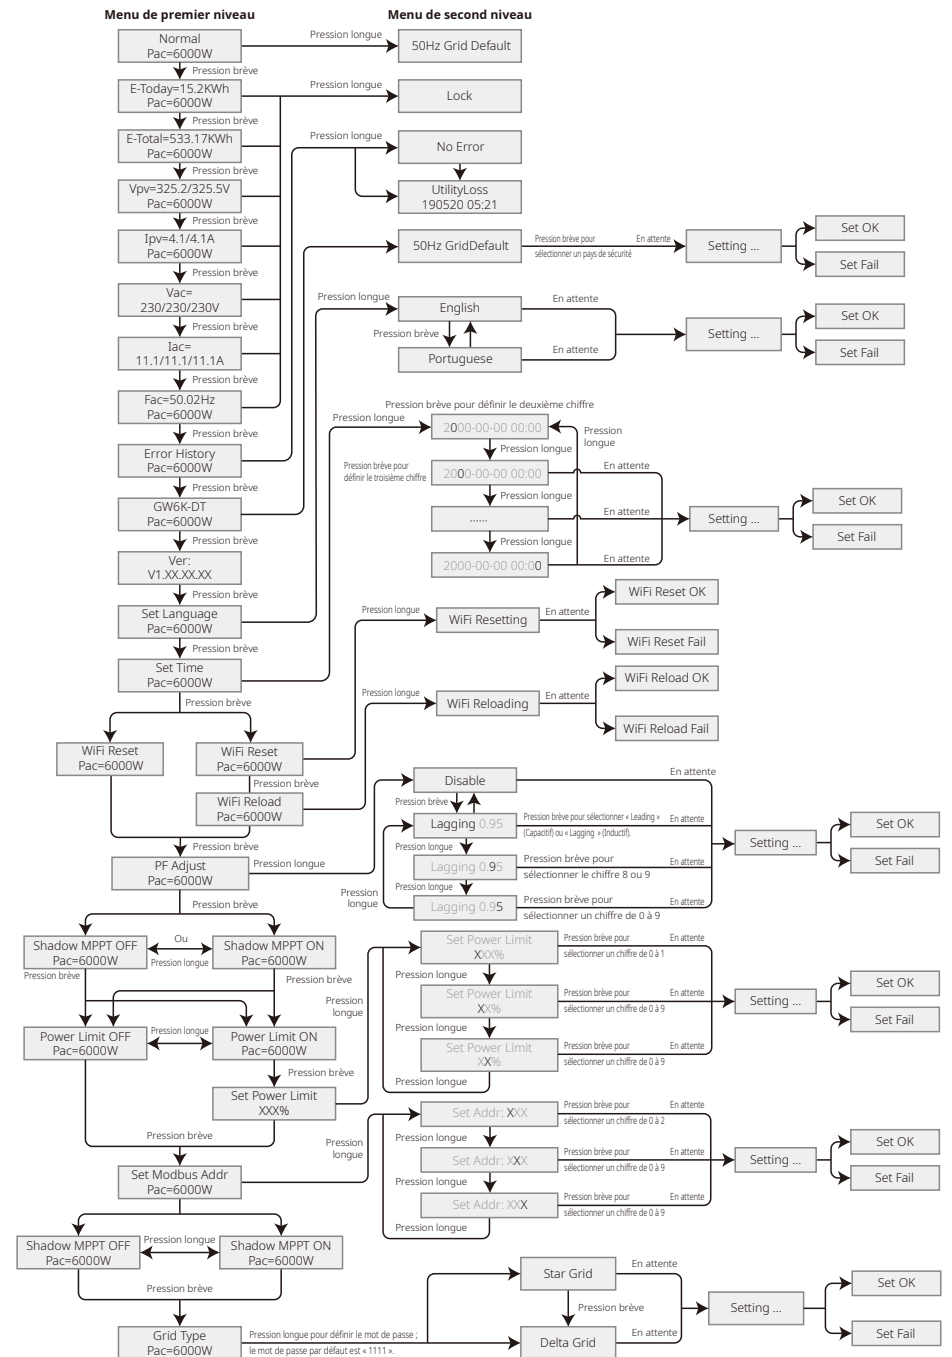 Menu de premier niveau
Menu de second niveau
Normal
Pac=6000W
Pression longue
50Hz Grid Default
Pression brève
E-Today=15.2KWh
Pac=6000W
Pression longue
Lock
Pression brève
E-Total=533.17KWh
Pac=6000W
Pression longue
No Error
Pression brève
Vpv=325.2/325.5V
Pac=6000W
UtilityLoss
190520 05:21
Pression brève
Ipv=4.1/4.1A
Pac=6000W
50Hz GridDefault
Pression brève pour
sélectionner un pays de sécurité
En attente
Setting ...
Set OK
Set Fail
Pression longue
Pression brève
Vac=
230/230/230V
Pression longue
English
En attente
Pression brève
Portuguese
En attente
Setting ...
Set OK
Set Fail
Pression brève
Iac=
11.1/11.1/11.1A
Pression brève
Fac=50.02Hz
Pac=6000W
Pression brève pour définir le deuxième chiffre
Pression longue
2000-00-00 00:00
Pression
longue
Pression longue
Pression brève
Error History
Pac=6000W
Pression brève pour
définir le troisième chiffre
2000-00-00 00:00
En attente
Pression longue
Pression brève
GW6K-DT
Pac=6000W
......
En attente
Setting ...
Set OK
Set Fail
Pression longue
Pression brève
Ver:
V1.XX.XX.XX
2000-00-00 00:00
En attente
Pression brève
Set Language
Pac=6000W
Pression longue
WiFi Resetting
En attente
WiFi Reset OK
WiFi Reset Fail
Pression brève
Set Time
Pac=6000W
Pression brève
Pression longue
WiFi Reloading
En attente
WiFi Reload OK
WiFi Reload Fail
WiFi Reset
Pac=6000W
WiFi Reset
Pac=6000W
Pression brève
WiFi Reload
Pac=6000W
Pression brève
PF Adjust
Pac=6000W
Pression longue
Disable
En attente
Pression brève
Lagging 0.95
Pression brève pour sélectionner « Leading »
(Capacitif) ou « Lagging » (Inductif).
En attente
Pression longue
Lagging 0.95
Pression brève pour
sélectionner le chiffre 8 ou 9
En attente
Pression longue
Pression
longue
Lagging 0.95
Pression brève pour
sélectionner un chiffre de 0 à 9
En attente
Setting ...
Set OK
Set Fail
Pression brève
Shadow MPPT OFF
Pac=6000W
Ou
Pression longue
Shadow MPPT ON
Pac=6000W
Pression brève
Pression brève
Pression
longue
Set Power Limit
XXX%
Pression brève pour
sélectionner un chiffre de 0 à 1
En attente
Pression longue
Set Power Limit
XX%
Pression brève pour
sélectionner un chiffre de 0 à 9
En attente
Pression longue
Set Power Limit
XX%
Pression brève pour
sélectionner un chiffre de 0 à 9
En attente
Pression longue
Setting ...
Set OK
Set Fail
Power Limit OFF
Pac=6000W
Pression longue
Power Limit ON
Pac=6000W
Pression brève
Set Power Limit
XXX%
Pression brève
Pression
longue
Set Addr: XXX
Pression brève pour
sélectionner un chiffre de 0 à 2
En attente
Pression longue
Set Addr: XXX
Pression brève pour
sélectionner un chiffre de 0 à 9
En attente
Pression longue
Set Addr: XXX
Pression brève pour
sélectionner un chiffre de 0 à 9
En attente
Pression longue
Setting ...
Set OK
Set Fail
Set Modbus Addr
Pac=6000W
Shadow MPPT OFF
Pac=6000W
Pression longue
Shadow MPPT ON
Pac=6000W
Pression brève
Grid Type
Pac=6000W
Pression longue pour définir le mot de passe ;
le mot de passe par défaut est « 1111 ».
Star Grid
En attente
Pression brève
Delta Grid
En attente
Setting ...
Set OK
Set Fail